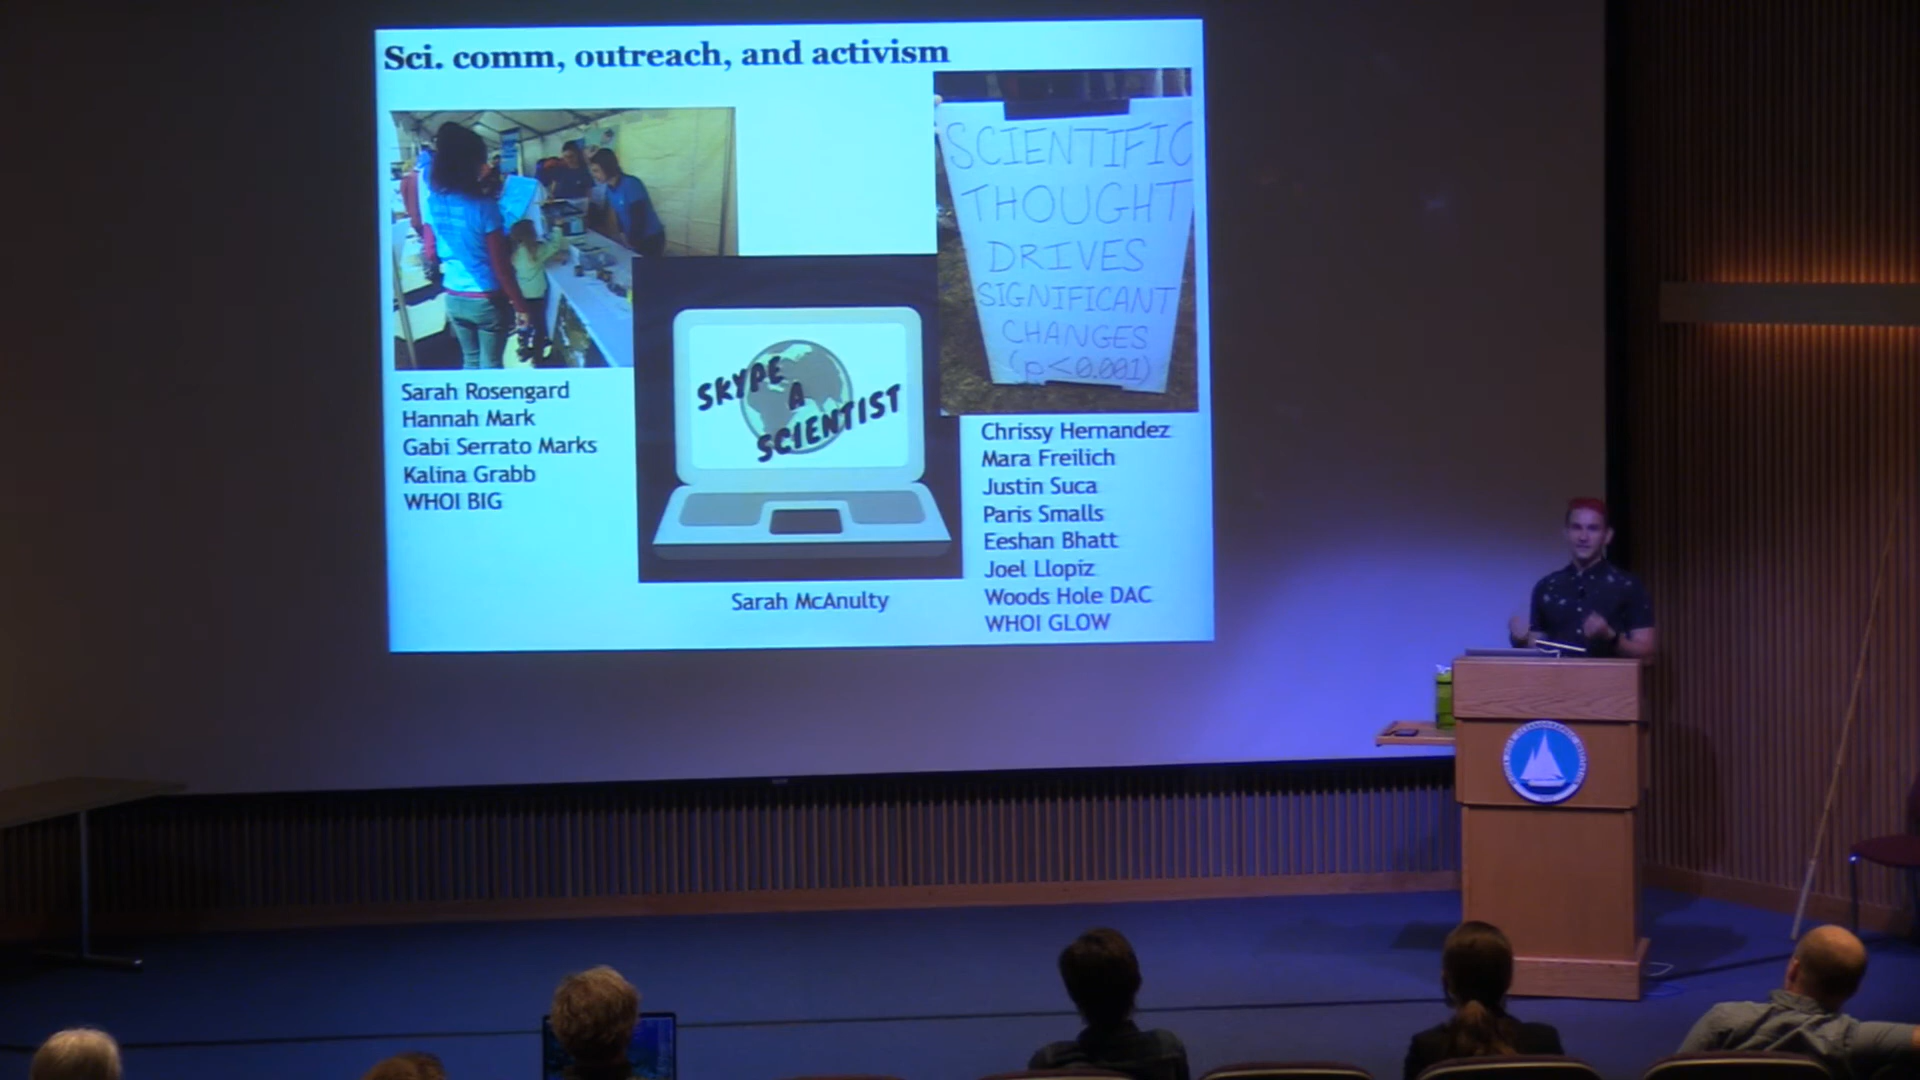 Sci. comm, outreach, and activism
SCIENTIFIC
THOUGHT
DRIVES
SIGNIFICANT
CHANGES
(p<0.001)
SKYPE
A
SCIENTIST
Sarah Rosengard
Hannah Mark
Gabi Serrato Marks
Kalina Grabb
WHOI BIG
Sarah McAnulty
Chrissy Hernandez
Mara Freilich
Justin Suca
Paris Smalls
Eeshan Bhatt
Joel Llopiz
Woods Hole DAC
WHOI GLOW